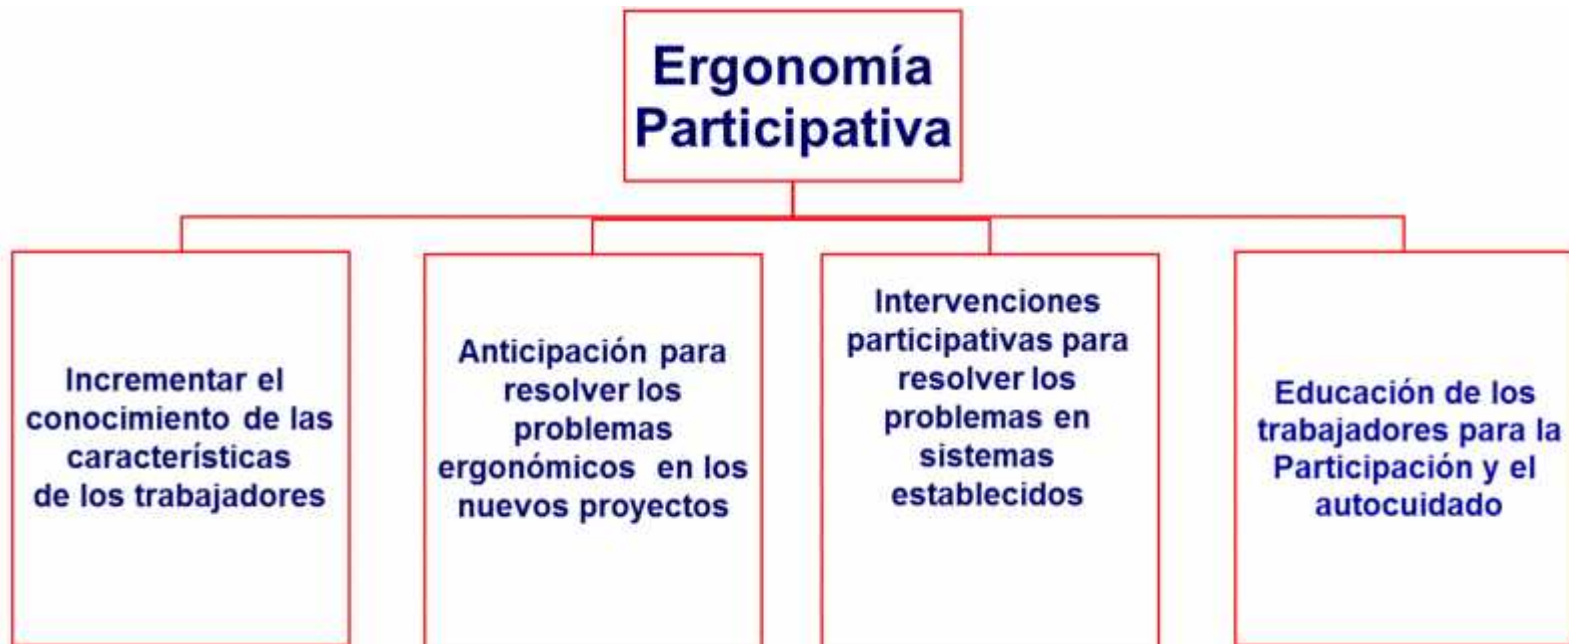 Ergonomía
Participativa
Incrementar el
conocimiento de las
características
de los trabajadores
Anticipación para
resolver los
problemas
ergonómicos en los
nuevos proyectos
Intervenciones
participativas para
resolver los
problemas en
sistemas
establecidos
Educación de los
trabajadores para la
Participación y el
autocuidado